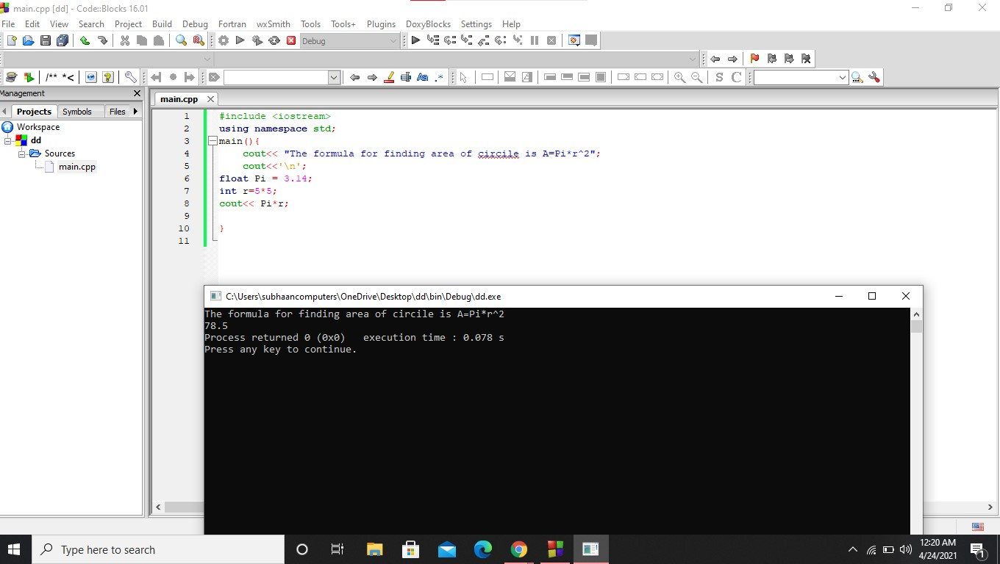 main.cpp [dd] - Code::Blocks 16.01
File Edit View Search Project Build Debug Fortran wxSmith Tools Tools+ Plugins DoxyBlocks Settings Help
Debug
/** *<
Aa .*
S C
Management
Projects Symbols Files
main.cpp
Workspace
dd
Sources
main.cpp
1 #include <iostream>
2 using namespace std;
3 main(){
4 cout<< "The formula for finding area of circile is A=Pi*r^2";
5 cout<<'\n';
6 float Pi = 3.14;
7 int r=5*5;
8 cout<< Pi*r;
9
10 }
11
C:\Users\subhaancomputers\OneDrive\Desktop\dd\bin\Debug\dd.exe
The formula for finding area of circile is A=Pi*r^2
78.5
Process returned 0 (0x0) execution time : 0.078 s
Press any key to continue.
Type here to search
12:20 AM
4/24/2021
1